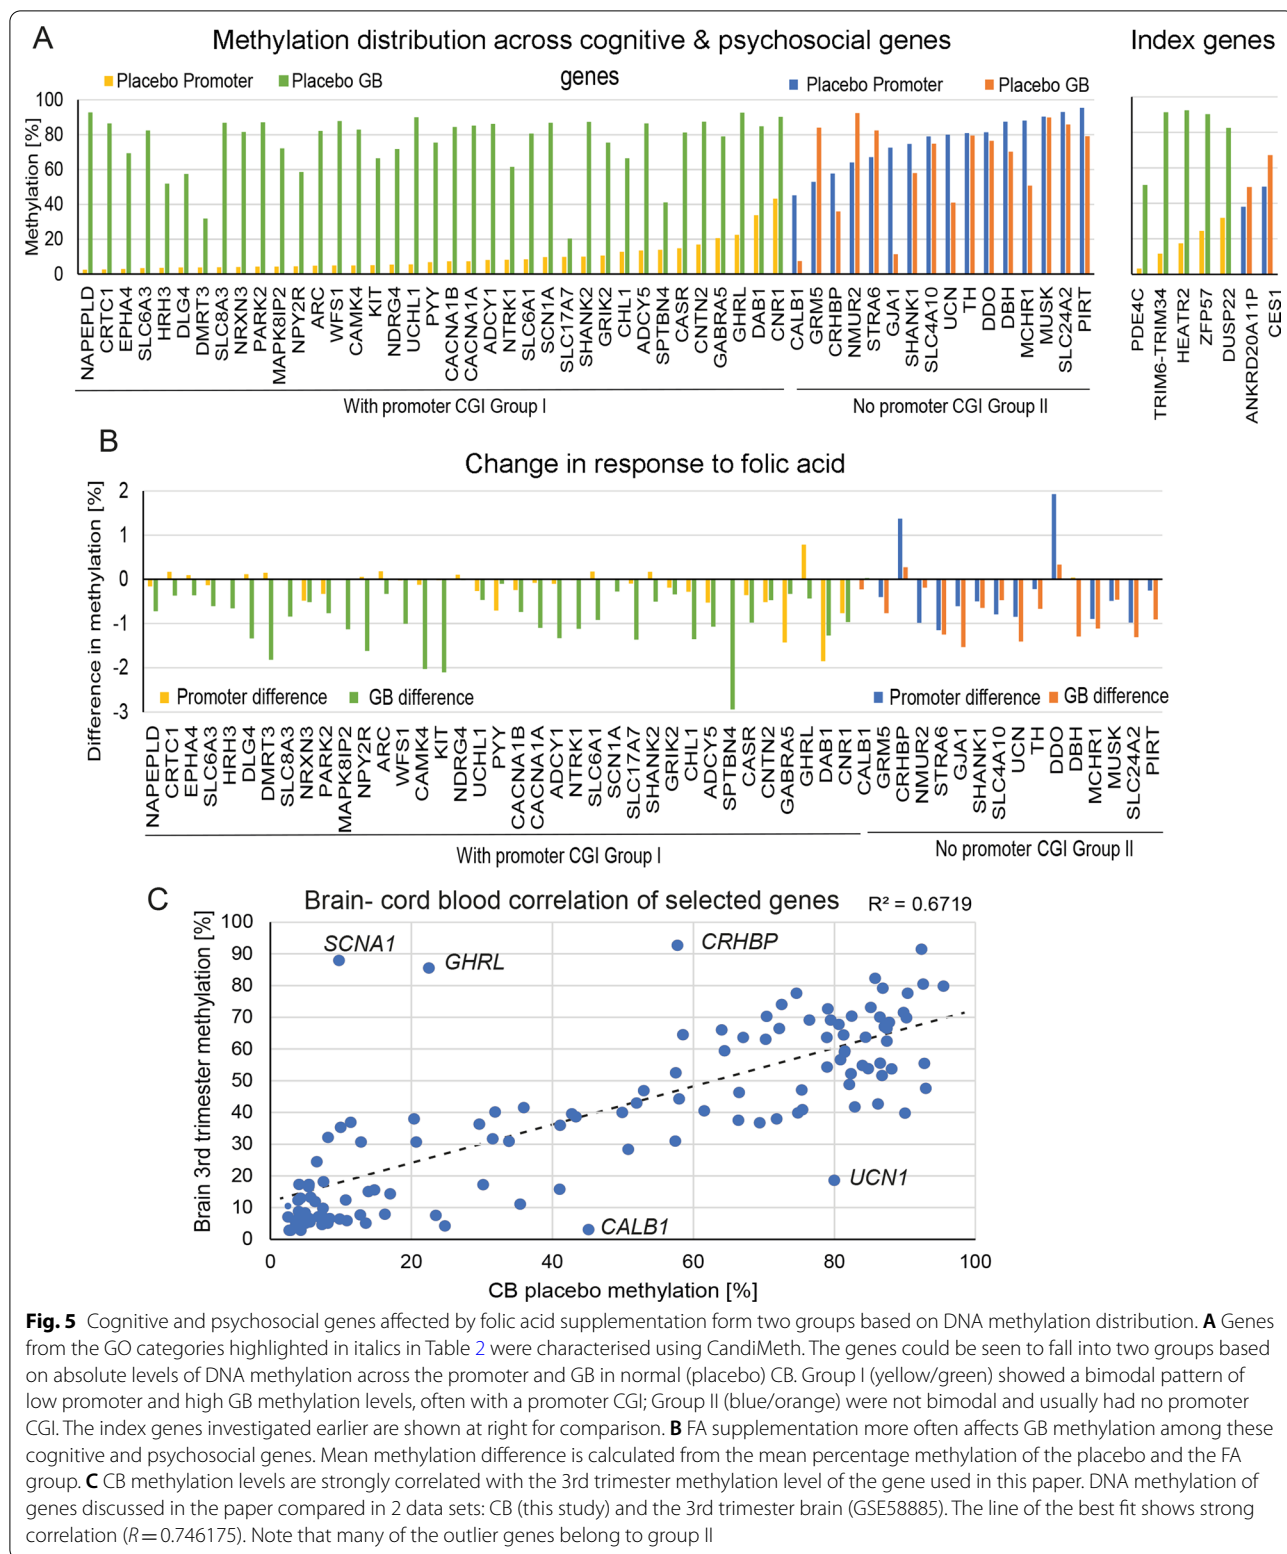 A
Methylation distribution across cognitive & psychosocial genes
genes
Index genes
Placebo Promoter
Placebo GB
Placebo Promoter
Placebo GB
Methylation [%]
100
80
60
40
20
0
NAPEPLD
CRTC1
EPHA4
SLC6A3
HRH3
DLG4
DMRT3
SLC8A3
NRXN3
PARK2
MAPK8IP2
NPY2R
ARC
WFS1
CAMK4
KIT
NDRG4
UCHL1
PYY
CACNA1B
CACNA1A
ADCY1
NTRK1
SLC6A1
SCN1A
SLC17A7
SHANK2
GRIK2
CHL1
ADCY5
SPTBN4
CASR
CNTN2
GABRA5
GHRL
DAB1
CNR1
CALB1
GRM5
CRHBP
NMUR2
STRA6
GJA1
SHANK1
SLC4A10
UCN
TH
DDO
DBH
MCHR1
MUSK
SLC24A2
PIRT
PDE4C
TRIM6-TRIM34
HEATR2
ZFP57
DUSP22
ANKRD20A11P
CES1
With promoter CGI Group I
No promoter CGI Group II
B
Change in response to folic acid
Difference in methylation [%]
2
1
0
-1
-2
-3
Promoter difference
GB difference
Promoter difference
GB difference
NAPEPLD
CRTC1
EPHA4
SLC6A3
HRH3
DLG4
DMRT3
SLC8A3
NRXN3
PARK2
MAPK8IP2
NPY2R
ARC
WFS1
CAMK4
KIT
NDRG4
UCHL1
PYY
CACNA1B
CACNA1A
ADCY1
NTRK1
SLC6A1
SCN1A
SLC17A7
SHANK2
GRIK2
CHL1
ADCY5
SPTBN4
CASR
CNTN2
GABRA5
GHRL
DAB1
CNR1
CALB1
GRM5
CRHBP
NMUR2
STRA6
GJA1
SHANK1
SLC4A10
UCN
TH
DDO
DBH
MCHR1
MUSK
SLC24A2
PIRT
With promoter CGI Group I
No promoter CGI Group II
C
Brain- cord blood correlation of selected genes
R² = 0.6719
Brain 3rd trimester methylation [%]
100
90
80
70
60
50
40
30
20
10
0
SCNA1
GHRL
CRHBP
UCN1
CALB1
0
20
40
60
80
100
CB placebo methylation [%]
Fig. 5 Cognitive and psychosocial genes affected by folic acid supplementation form two groups based on DNA methylation distribution. A Genes
from the GO categories highlighted in italics in Table 2 were characterised using CandiMeth. The genes could be seen to fall into two groups based
on absolute levels of DNA methylation across the promoter and GB in normal (placebo) CB. Group I (yellow/green) showed a bimodal pattern of
low promoter and high GB methylation levels, often with a promoter CGI; Group II (blue/orange) were not bimodal and usually had no promoter
CGI. The index genes investigated earlier are shown at right for comparison. B FA supplementation more often affects GB methylation among these
cognitive and psychosocial genes. Mean methylation difference is calculated from the mean percentage methylation of the placebo and the FA
group. C CB methylation levels are strongly correlated with the 3rd trimester methylation level of the gene used in this paper. DNA methylation of
genes discussed in the paper compared in 2 data sets: CB (this study) and the 3rd trimester brain (GSE58885). The line of the best fit shows strong
correlation (R = 0.746175). Note that many of the outlier genes belong to group II